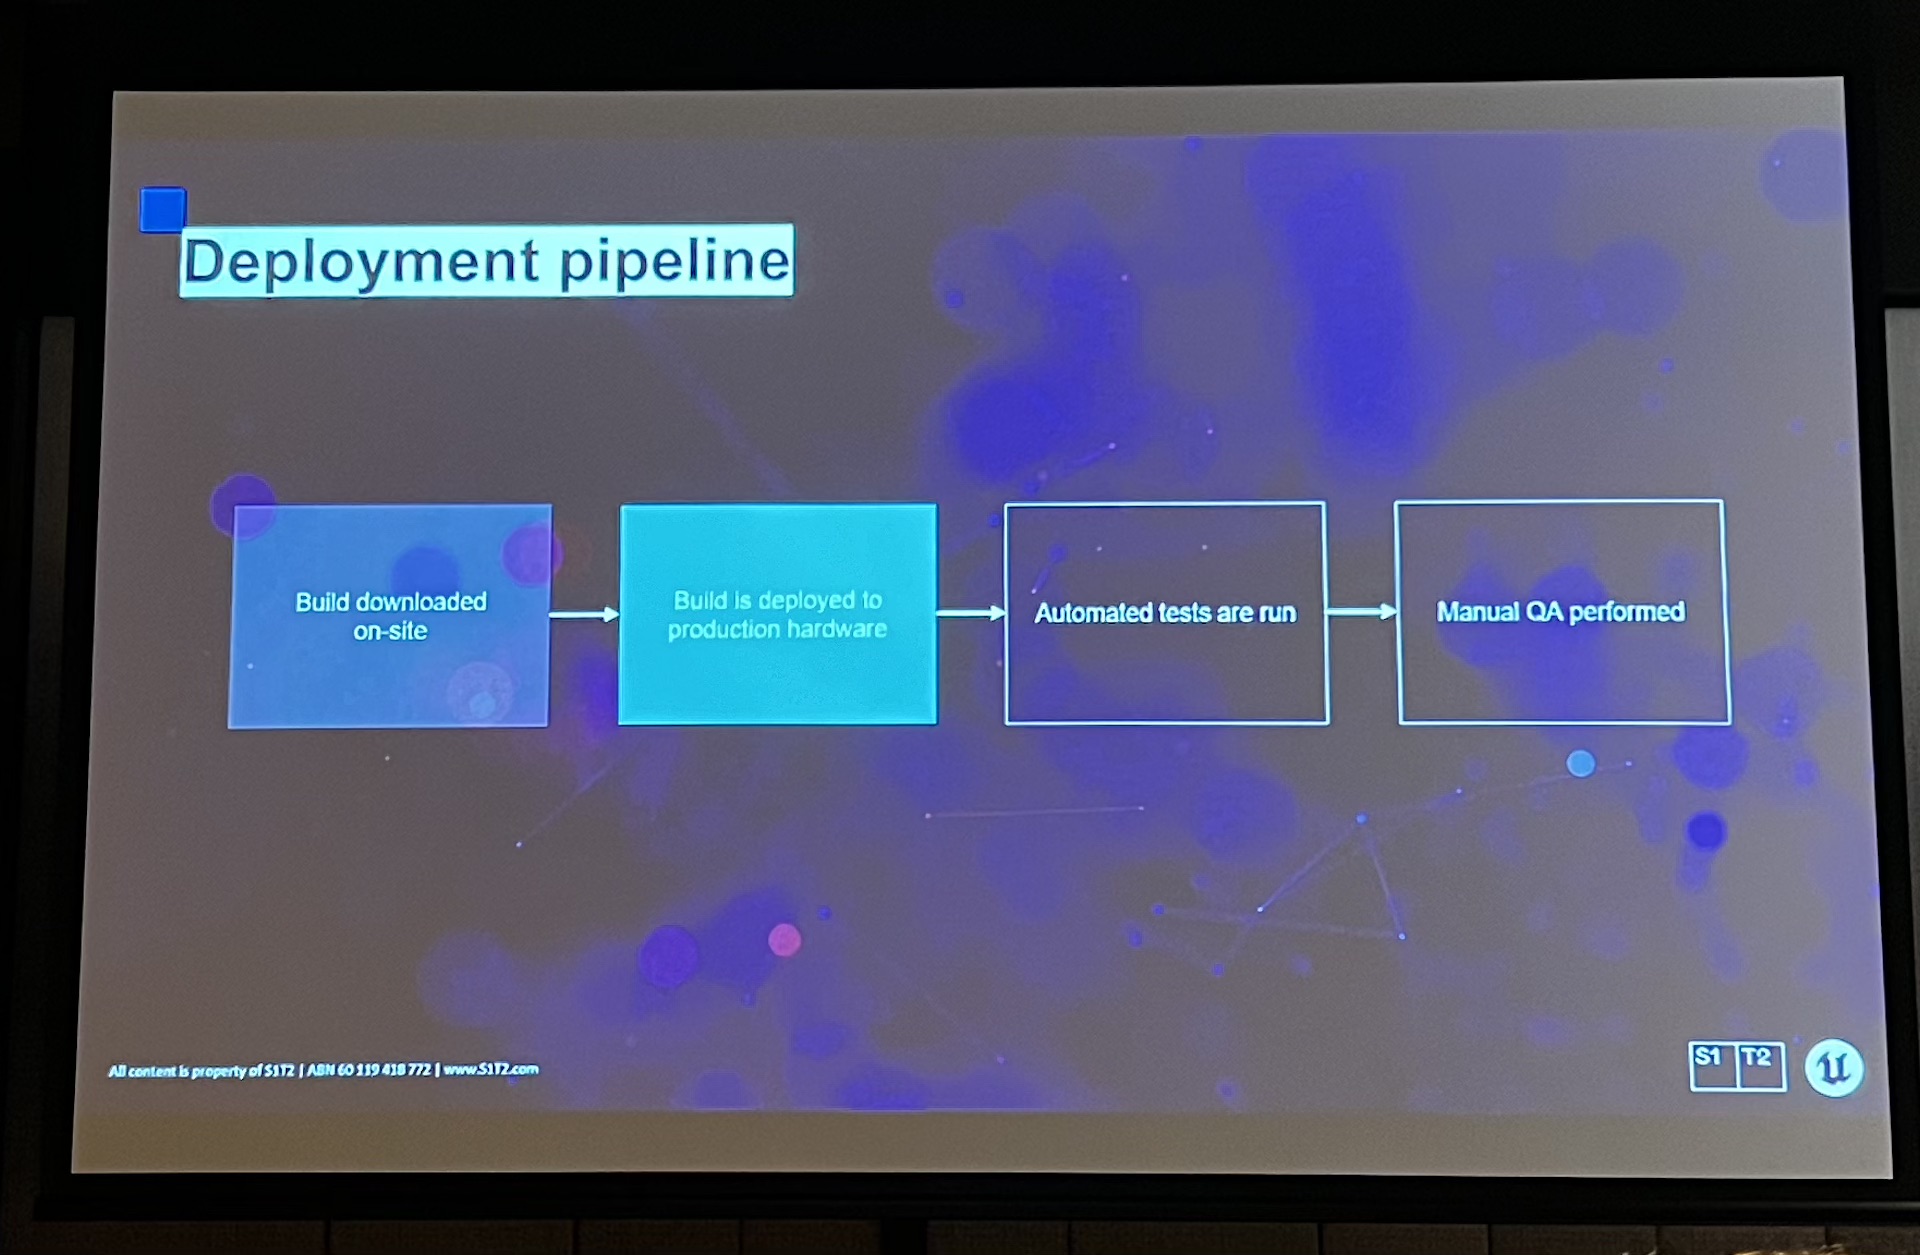 Deployment pipeline
Build downloaded
on-site
Build is deployed to
production hardware
Automated tests are run
Manual QA performed
All content is property of S1T2 | ABN 60 119 418 772 | www.S1T2.com
S1 T2